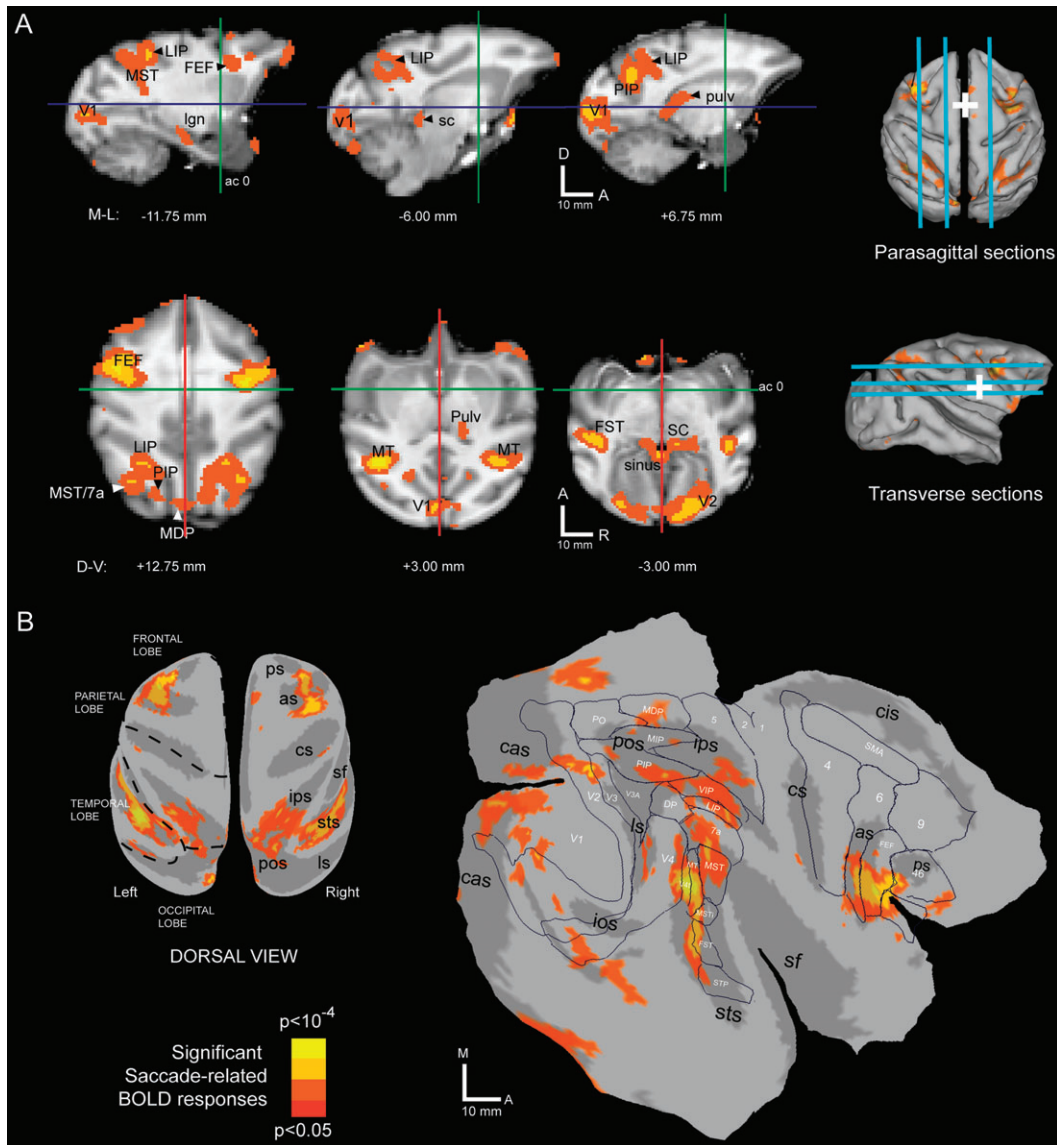 A
LIP
FEF
MST
V1
lgn
ac 0
LIP
v1
sc
LIP
PIP
V1
pulv
D
A
10 mm
M-L:
-11.75 mm
-6.00 mm
+6.75 mm
Parasagittal sections
FEF
LIP
PIP
MST/7a
MDP
Pulv
MT
MT
V1
ac 0
FST
SC
sinus
V2
A
R
10 mm
D-V:
+12.75 mm
+3.00 mm
-3.00 mm
Transverse sections
B
FRONTAL
LOBE
PARIETAL
LOBE
TEMPORAL
LOBE
OCCIPITAL
LOBE
ps
as
cs
sf
ips
sts
pos
ls
Left
Right
DORSAL VIEW
p<10-4
Significant
Saccade-related
BOLD responses
p<0.05
M
A
10 mm
cas
PO
MDP
5
2
1
pos
MIP
ips
PIP
V2
V3
V3A
DP
VIP
LIP
ls
7a
V1
V4
MT
MST
cas
ios
FST
STP
sts
sf
cis
SMA
4
cs
6
as
9
FEF
ps
46